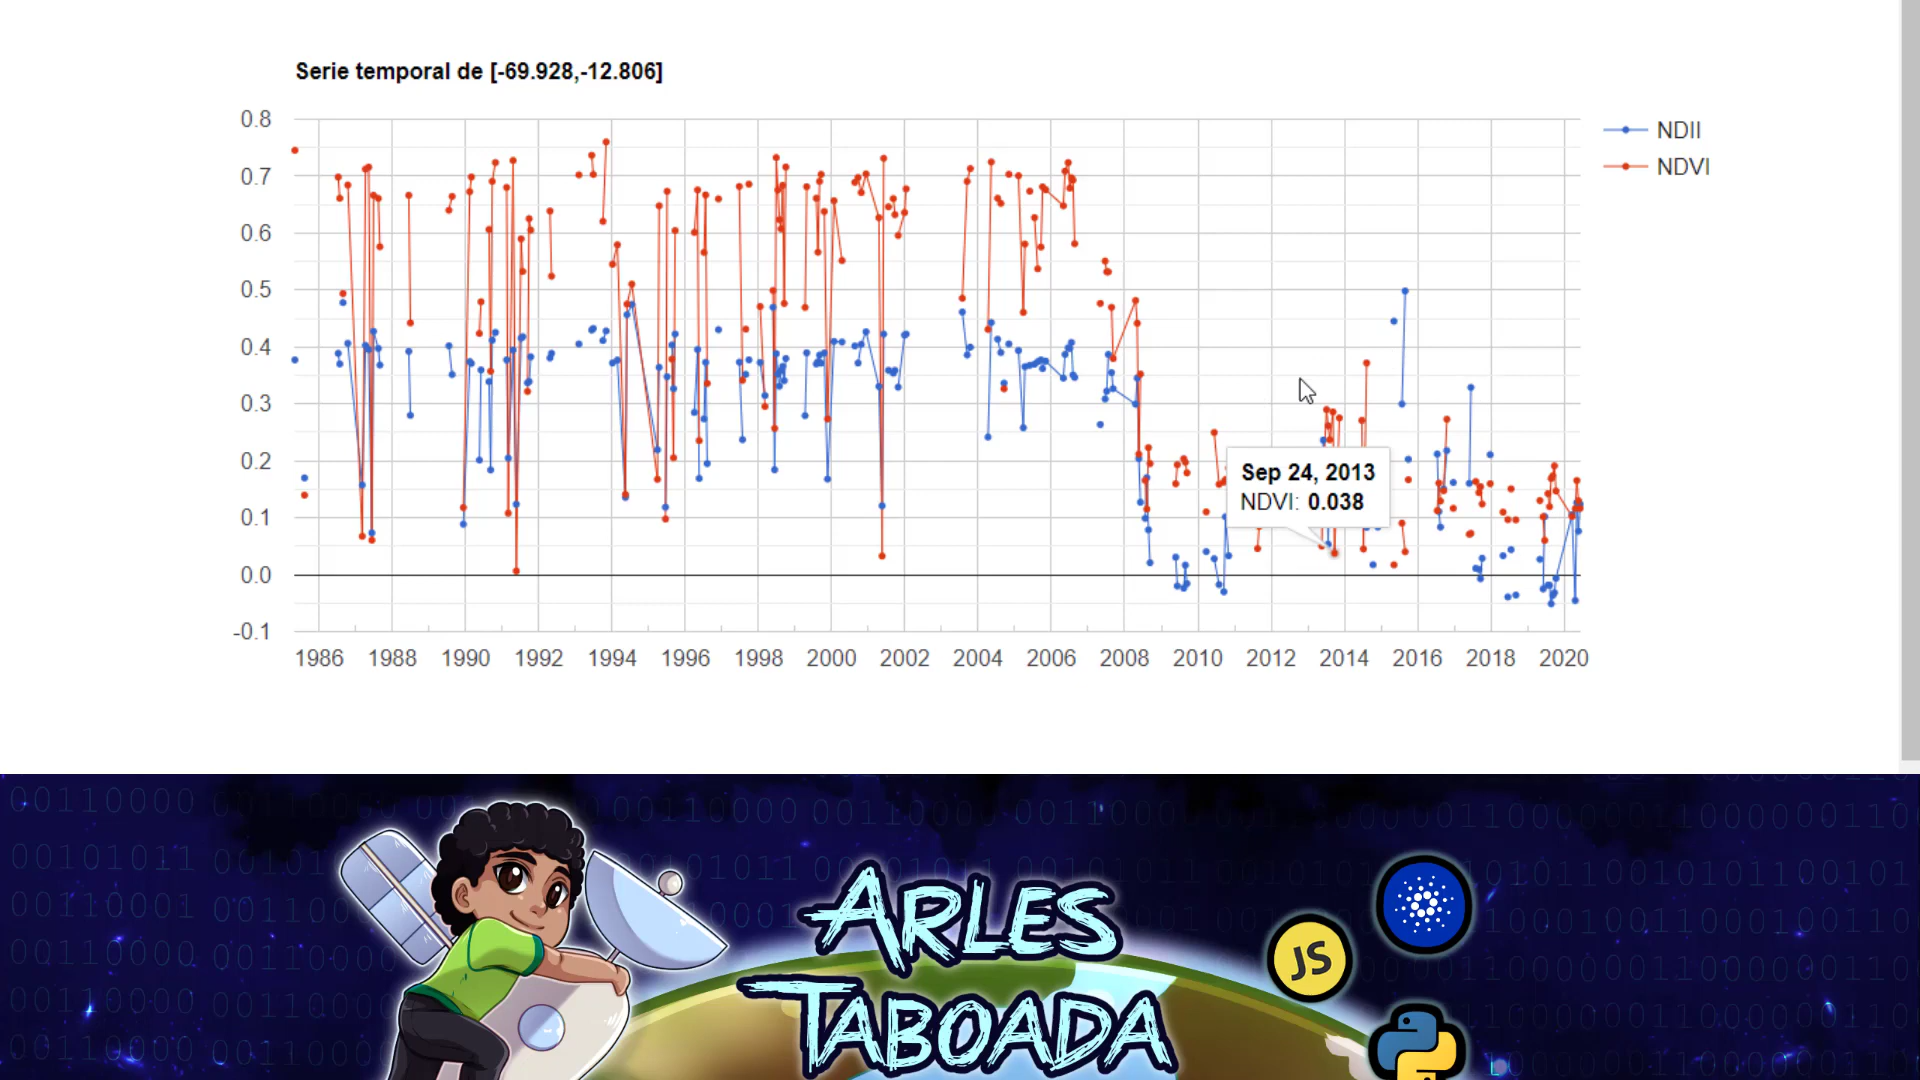 Serie temporal de [-69.928,-12.806]
0.8
0.7
0.6
0.5
0.4
0.3
0.2
0.1
0.0
-0.1
1986 1988 1990 1992 1994 1996 1998 2000 2002 2004 2006 2008 2010 2012 2014 2016 2018 2020
NDII
NDVI
Sep 24, 2013
NDVI: 0.038
ARLES
TABOADA
JS